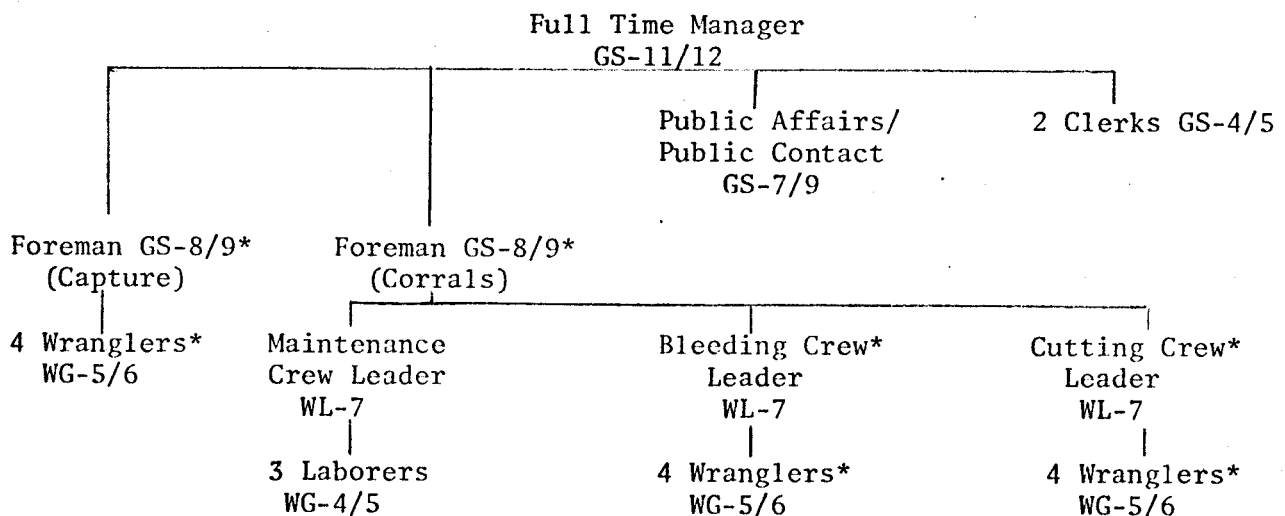 Full Time Manager
GS-11/12
Public Affairs/
Public Contact
GS-7/9
2 Clerks GS-4/5
Foreman GS-8/9*
(Capture)
Foreman GS-8/9*
(Corrals)
4 Wranglers*
WG-5/6
Maintenance
Crew Leader
WL-7
Bleeding Crew*
Leader
WL-7
Cutting Crew*
Leader
WL-7
3 Laborers
WG-4/5
4 Wranglers*
WG-5/6
4 Wranglers*
WG-5/6